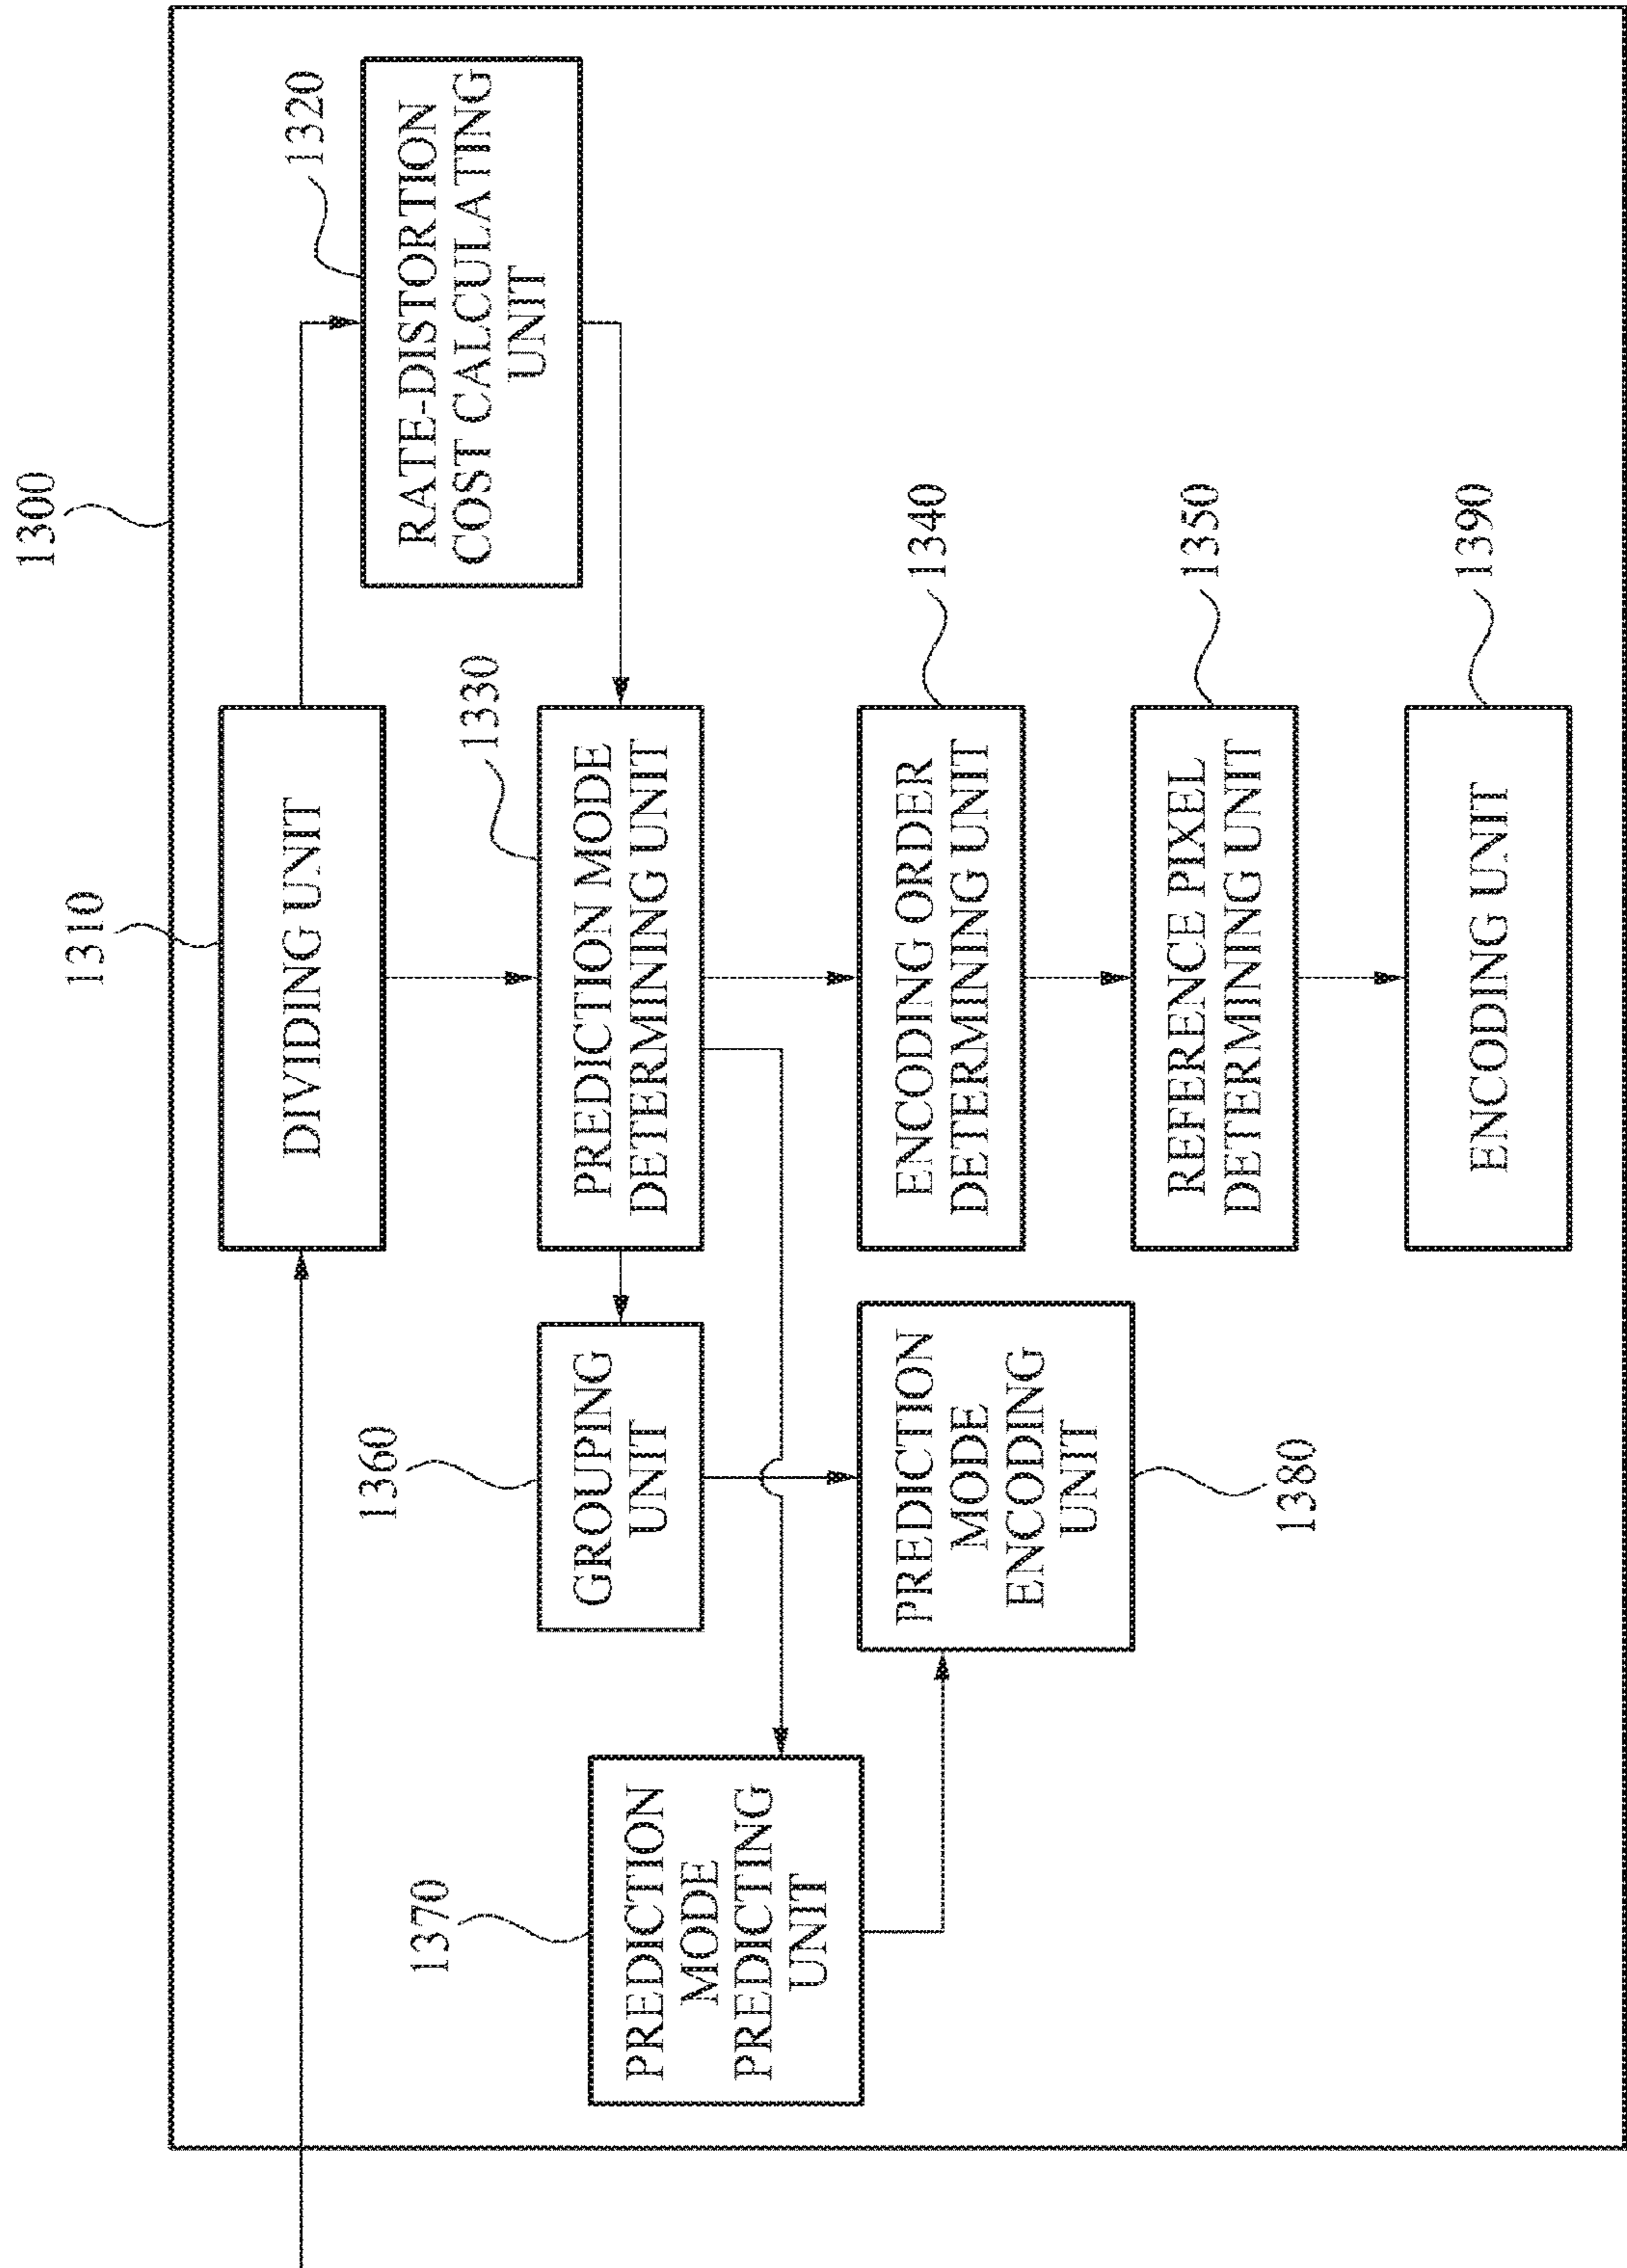 1300
1310
DIVIDING UNIT
1320
RATE-DISTORTION
COST CALCULATING
UNIT
1330
PREDICTION MODE
DETERMINING UNIT
1360
GROUPING
UNIT
1370
PREDICTION
MODE
PREDICTING
UNIT
PREDICTION
MODE
ENCODING
UNIT
1380
ENCODING ORDER
DETERMINING UNIT
1340
REFERENCE PIXEL
DETERMINING UNIT
1350
ENCODING UNIT
1390